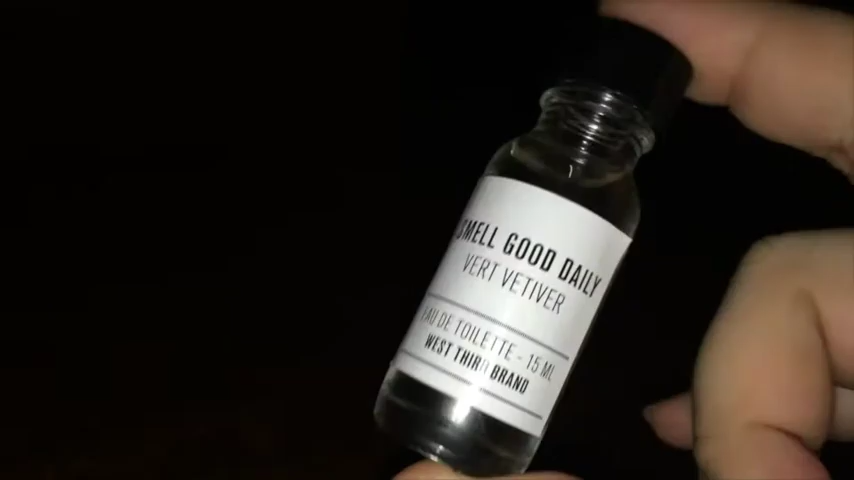 SMELL GOOD DAILY
VERT VETIVER
EAU DE TOILETTE - 15 ML
WEST THIRD BRAND